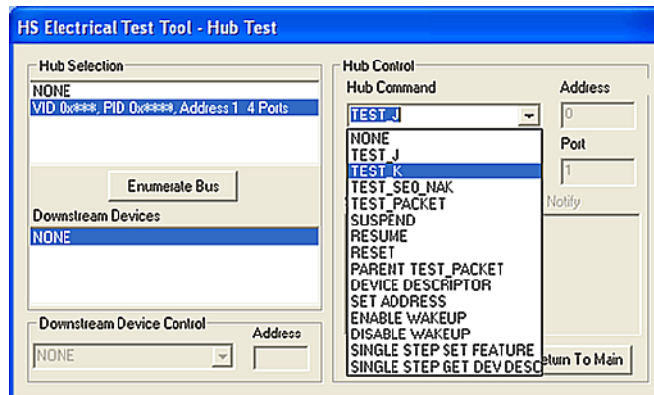 HS Electrical Test Tool - Hub Test
Hub Selection
NONE
VID 0x***, PID 0x****, Address 1 4 Ports
Enumerate Bus
Downstream Devices
NONE
Downstream Device Control
Address
NONE
Hub Control
Hub Command
Address
TEST_J
0
Port
1
NONE
TEST_J
TEST_K
TEST_SE0_NAK
TEST_PACKET
SUSPEND
RESUME
RESET
PARENT TEST_PACKET
DEVICE DESCRIPTOR
SET ADDRESS
ENABLE WAKEUP
DISABLE WAKEUP
SINGLE STEP SET FEATURE
SINGLE STEP GET DEV DESC
Notify
eturn To Main